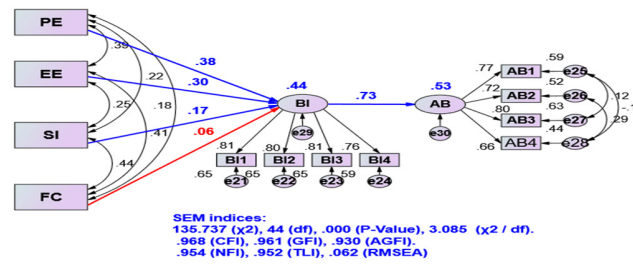 PE
EE
SI
FC
.39
.25
.44
.22
.41
.18
.38
.30
.17
.06
.44
BI
e29
.73
.53
AB
e30
.81
.80
.81
.76
BI1
BI2
BI3
BI4
.65
.65
.65
.59
e21
e22
e23
e24
.77
.72
.80
.66
AB1
AB2
AB3
AB4
.59
.52
.63
.44
e25
e26
e27
e28
.12
.29
SEM indices:
135.737 (χ2), 44 (df), .000 (P-Value), 3.085 (χ2 / df).
.968 (CFI), .961 (GFI), .930 (AGFI).
.954 (NFI), .952 (TLI), .062 (RMSEA)